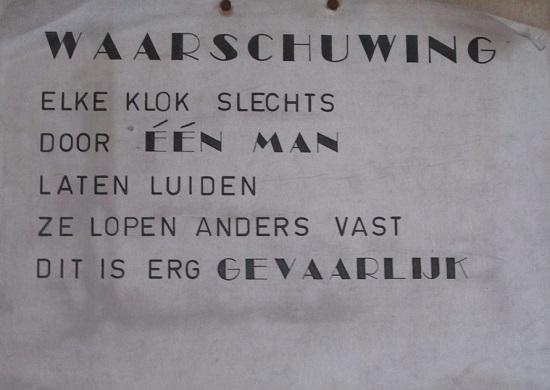 WAARSCHUWING
ELKE KLOK SLECHTS
DOOR ÉÉN MAN
LATEN LUIDEN
ZE LOPEN ANDERS VAST
DIT IS ERG GEVAARLIJK